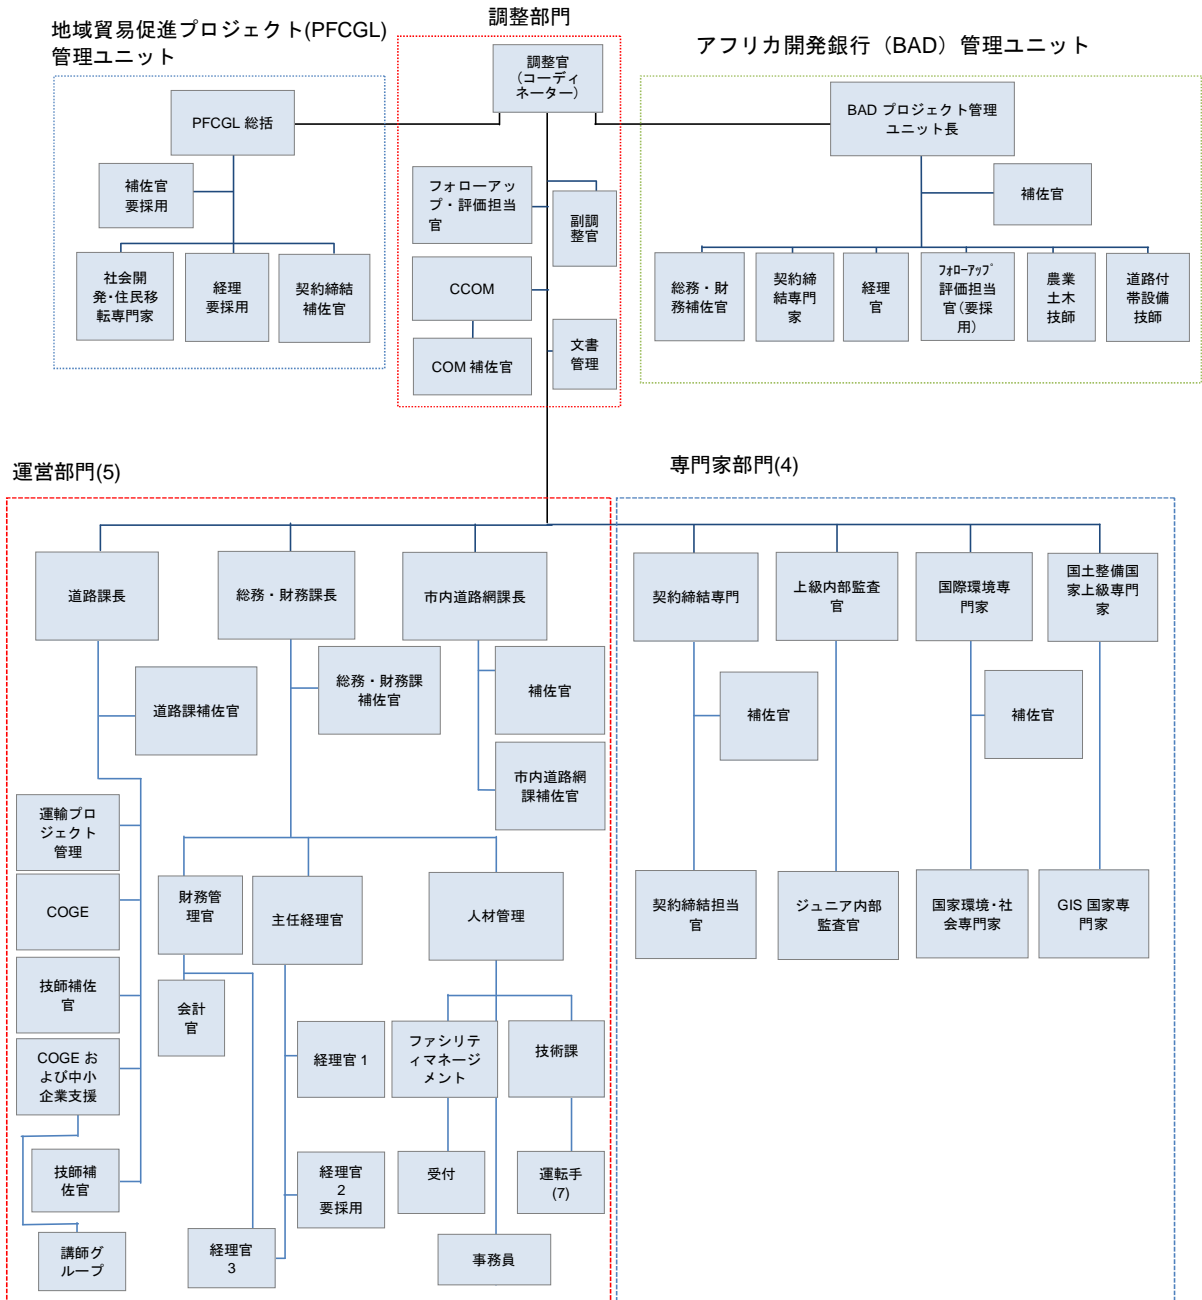 地域貿易促進プロジェクト(PFCGL)
管理ユニット
調整部門
アフリカ開発銀行（BAD）管理ユニット
調整官
（コーディ
ネーター）
PFCGL 総括
補佐官
要採用
社会開
発・住民移
転専門家
経理
要採用
契約締結
補佐官
フォローアッ
プ・評価担当
官
副調
整官
CCOM
COM 補佐官
文書
管理
BAD プロジェクト管理
ユニット長
補佐官
総務・財
務補佐官
契約締
結専門
家
経理
官
ﾌｫﾛｰｱｯﾌﾟ
評価担当
官(要採
用)
農業
土木
技師
道路付
帯設備
技師
運営部門(5)
専門家部門(4)
道路課長
総務・財務課長
市内道路網課長
道路課補佐官
総務・財務課
補佐官
補佐官
市内道路網
課補佐官
運輸プロ
ジェクト
管理
COGE
技師補佐
官
COGE お
よび中小
企業支援
技師補
佐官
講師グ
ループ
財務管
理官
主任経理官
人材管理
会計
官
経理官 1
経理官
2
要採用
経理官
3
ファシリテ
ィマネージ
メント
技術課
受付
運転手
(7)
事務員
契約締結専門
上級内部監査
官
国際環境専
門家
国土整備国
家上級専門
家
補佐官
補佐官
契約締結担当
官
ジュニア内部
監査官
国家環境・社
会専門家
GIS 国家専
門家